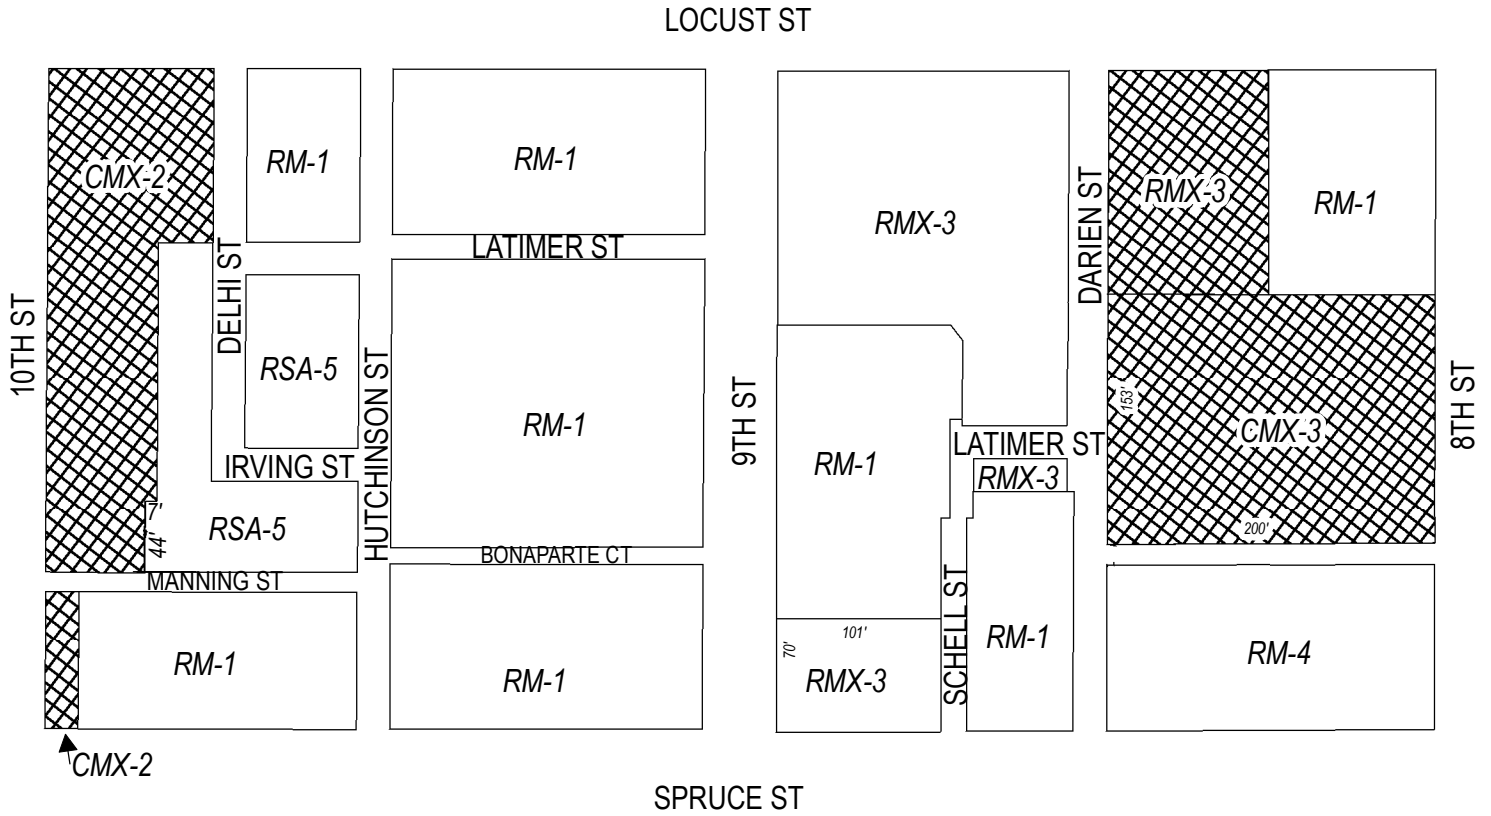 LOCUST ST
CMX-2
RM-1
RM-1
RMX-3
RMX-3
RM-1
LATIMER ST
DELHI ST
DARIEN ST
10TH ST
RSA-5
HUTCHINSON ST
RM-1
9TH ST
RM-1
LATIMER ST
RMX-3
153'
CMX-3
8TH ST
IRVING ST
7'
44'
RSA-5
200'
BONAPARTE CT
MANNING ST
RM-1
RM-1
101'
70'
RMX-3
SCHELL ST
RM-1
RM-4
CMX-2
SPRUCE ST